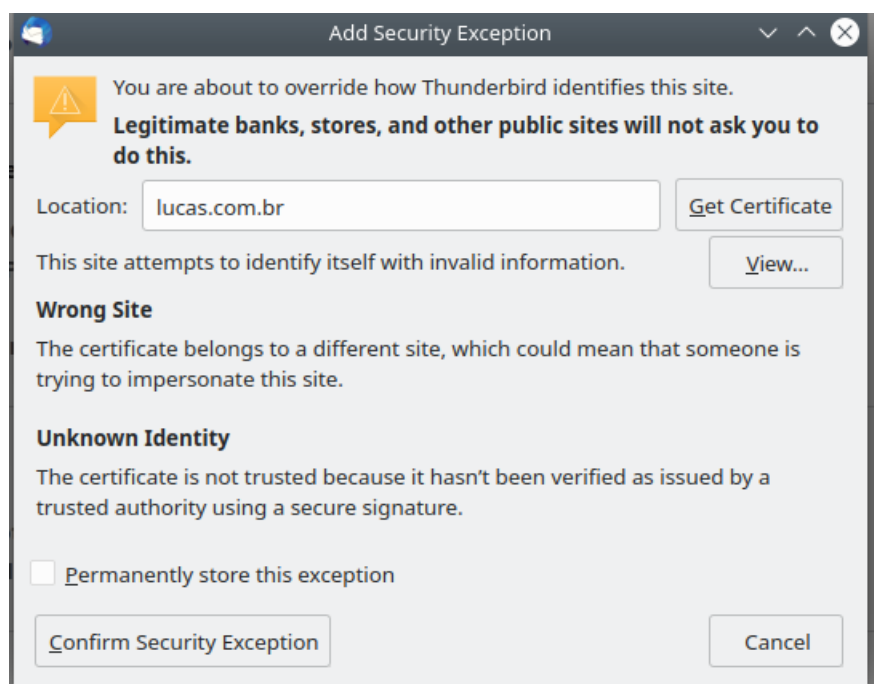 Add Security Exception
You are about to override how Thunderbird identifies this site.
Legitimate banks, stores, and other public sites will not ask you to
do this.
Location: lucas.com.br Get Certificate
This site attempts to identify itself with invalid information. View...
Wrong Site
The certificate belongs to a different site, which could mean that someone is
trying to impersonate this site.
Unknown Identity
The certificate is not trusted because it hasn’t been verified as issued by a
trusted authority using a secure signature.
Permanently store this exception
Confirm Security Exception Cancel